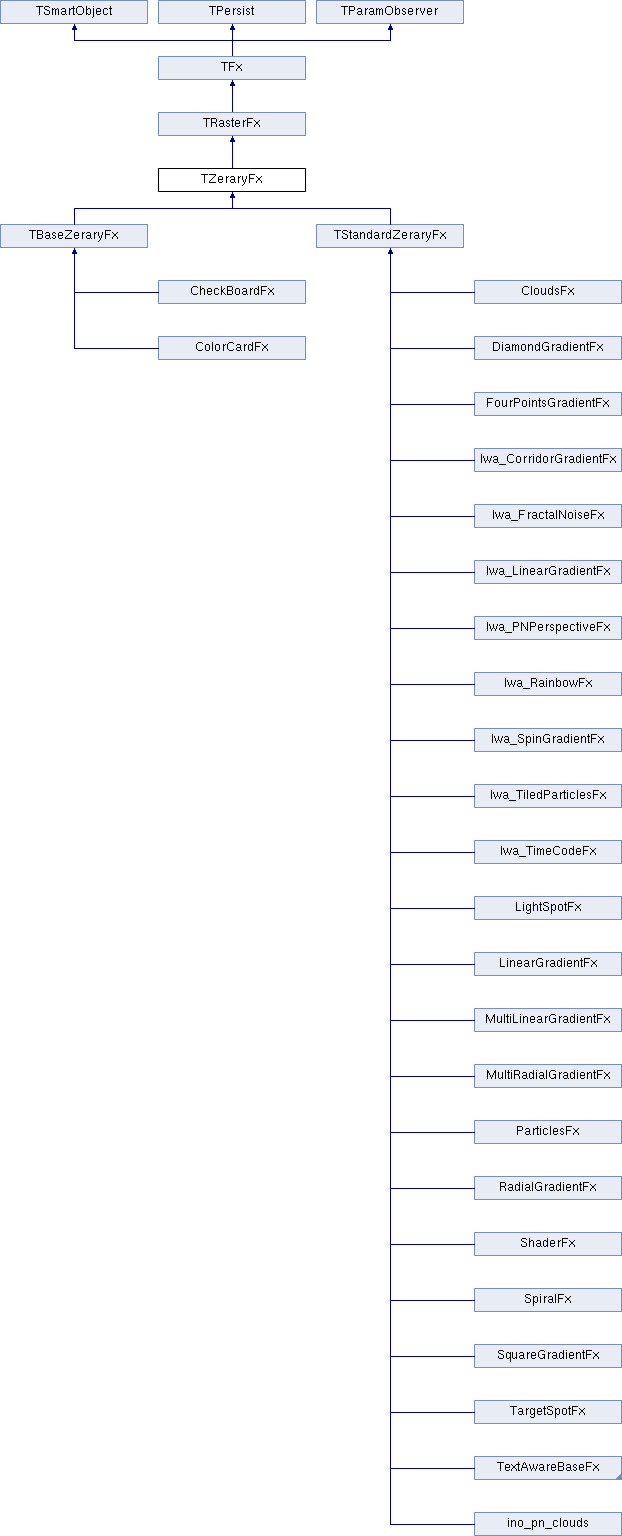 TSmartObject TPersist TParamObserver
TFx
TRasterFx
TZeraryFx
TBaseZeraryFx TStandardZeraryFx
CheckBoardFx CloudsFx
ColorCardFx DiamondGradientFx
FourPointsGradientFx
Iwa_CorridorGradientFx
Iwa_FractalNoiseFx
Iwa_LinearGradientFx
Iwa_PNPerspectiveFx
Iwa_RainbowFx
Iwa_SpinGradientFx
Iwa_TiledParticlesFx
Iwa_TimeCodeFx
LightSpotFx
LinearGradientFx
MultiLinearGradientFx
MultiRadialGradientFx
ParticlesFx
RadialGradientFx
ShaderFx
SpiralFx
SquareGradientFx
TargetSpotFx
TextAwareBaseFx
ino_pn_clouds